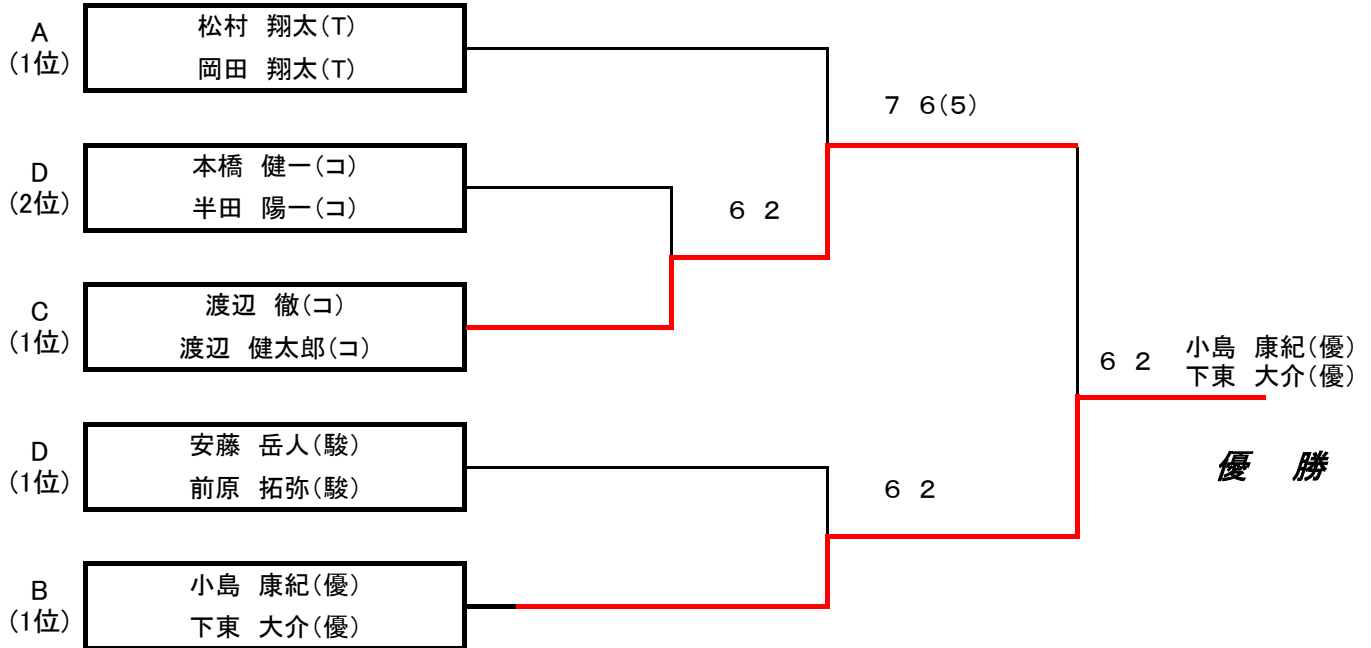 A
(1位)
松村 翔太(T)
岡田 翔太(T)
7 6(5)
D
(2位)
本橋 健一(コ)
半田 陽一(コ)
6 2
C
(1位)
渡辺 徹(コ)
渡辺 健太郎(コ)
6 2
小島 康紀(優)
下東 大介(優)
優 勝
D
(1位)
安藤 岳人(駿)
前原 拓弥(駿)
6 2
B
(1位)
小島 康紀(優)
下東 大介(優)